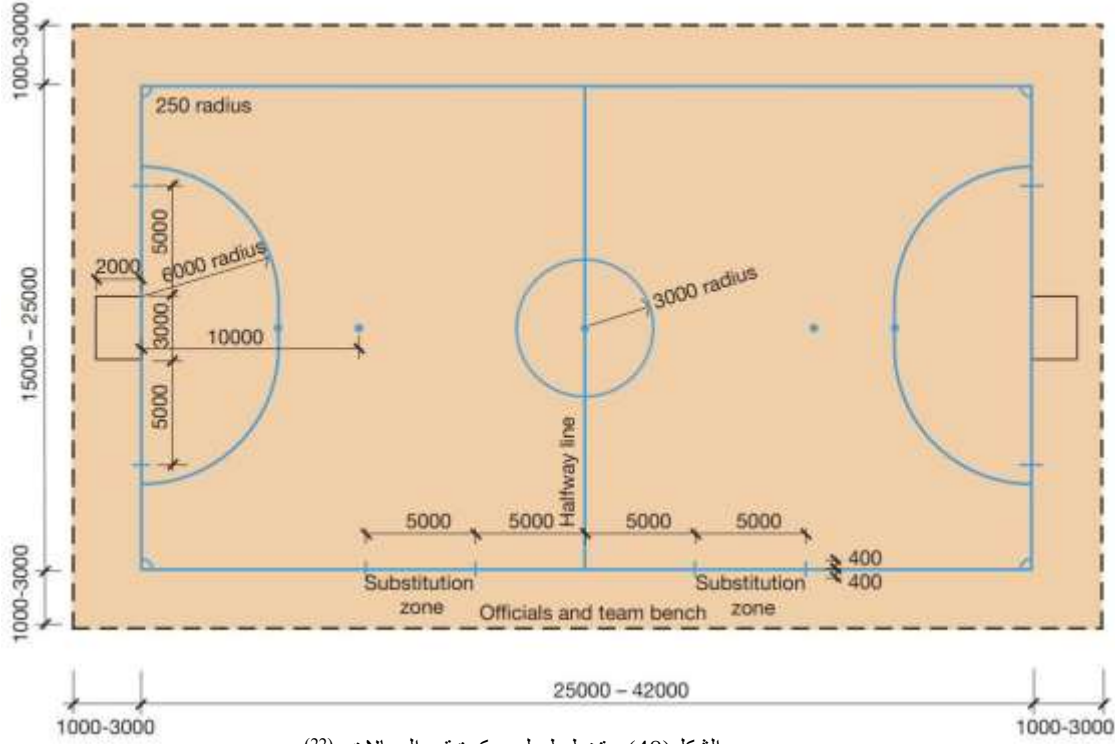 1000-3000
250 radius
5000
2000
6000 radius
3000
10000
5000
15000 – 25000
3000 radius
Halfway line
5000
5000
5000
5000
400
400
Substitution
zone
Substitution
zone
Officials and team bench
1000-3000
25000 – 42000
1000-3000
1000-3000
(22)